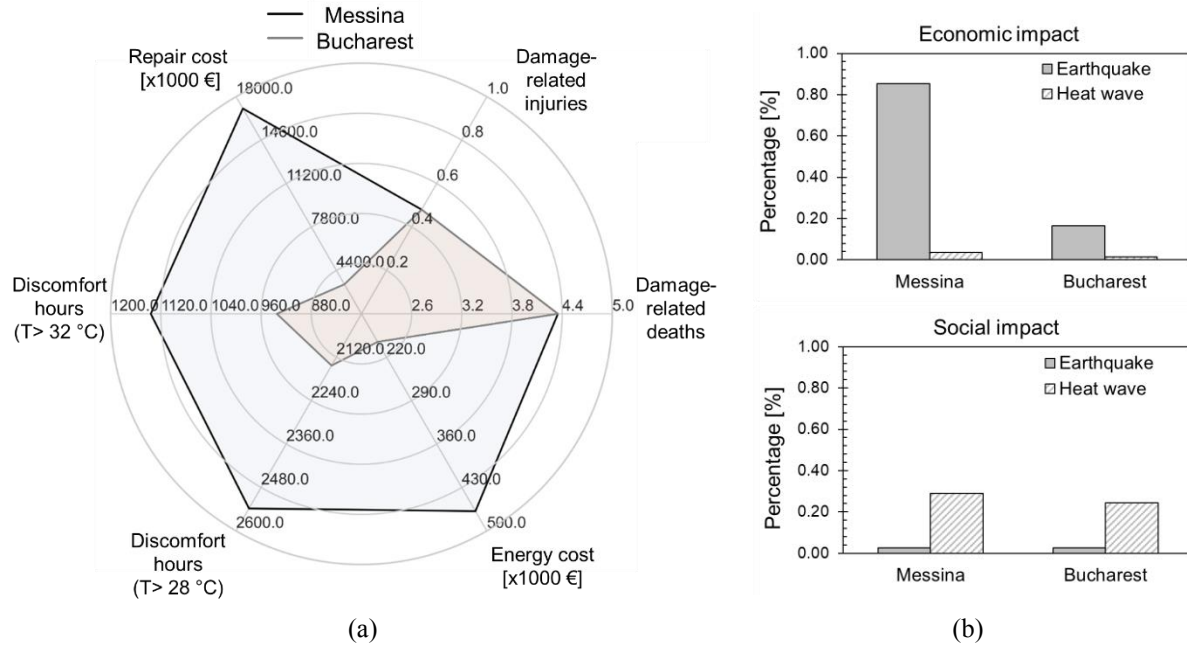 Messina
Bucharest
Repair cost
[x1000 €]
Damage-
related
injuries
18000.0
14600.0
11200.0
7800.0
4400.0
1.0
0.8
0.6
0.4
0.2
Discomfort
hours
(T> 32 °C)
1200.0
1120.0
1040.0
960.0
880.0
2.6
3.2
3.8
4.4
5.0
Damage-
related
deaths
2120.0
2240.0
2360.0
2480.0
2600.0
220.0
290.0
360.0
430.0
500.0
Discomfort
hours
(T> 28 °C)
Energy cost
[x1000 €]
(a)
Economic impact
Percentage [%]
1.00
0.80
0.60
0.40
0.20
0.00
Earthquake
Heat wave
Messina
Bucharest
Social impact
Percentage [%]
1.00
0.80
0.60
0.40
0.20
0.00
Earthquake
Heat wave
Messina
Bucharest
(b)